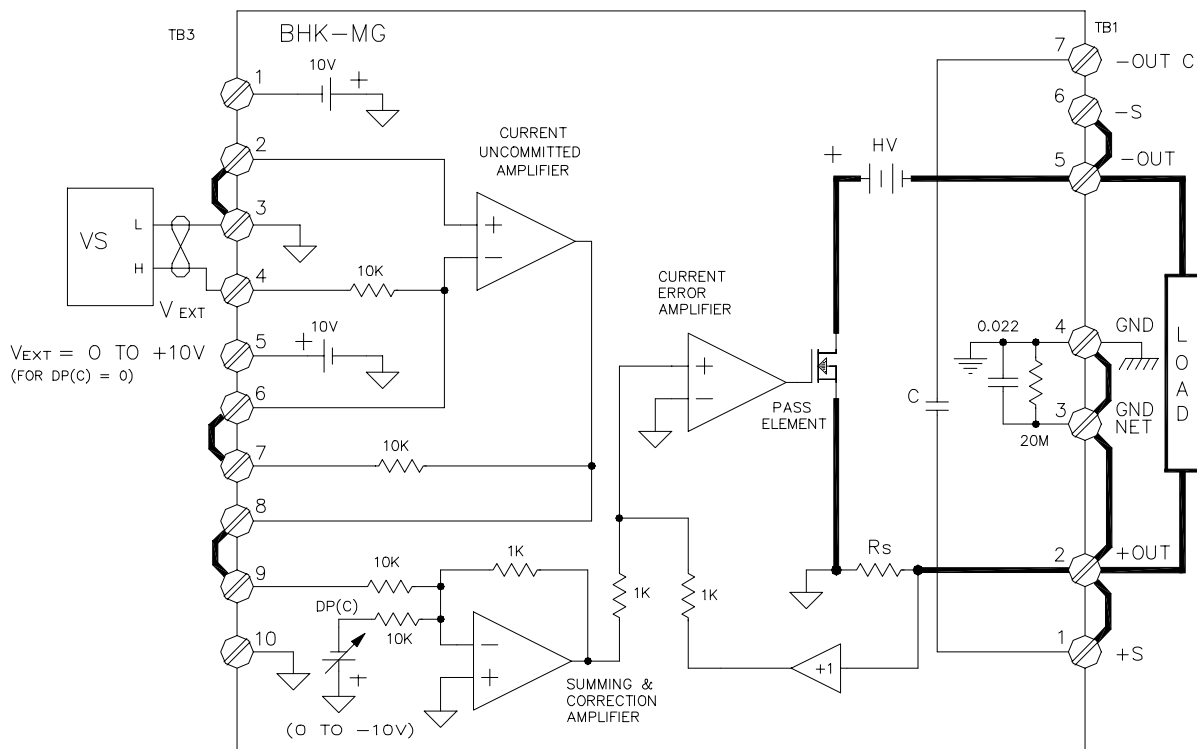 TB3
BHK-MG
TB1
1
10V
+
2
3
4
5
6
7
8
9
10
CURRENT
UNCOMMITTED
AMPLIFIER
+
−
VS
L
H
VEXT
VEXT = 0 TO +10V
(FOR DP(C) = 0)
10K
+
10V
10K
10K
DP(C)
10K
+
1K
−
+
SUMMING &
CORRECTION
AMPLIFIER
(0 TO -10V)
1K
1K
+1
CURRENT
ERROR
AMPLIFIER
+
−
PASS
ELEMENT
+
HV
Rs
C
0.022
20M
7
-OUT C
6
-S
5
-OUT
4
GND
3
GND
NET
2
+OUT
1
+S
LOAD